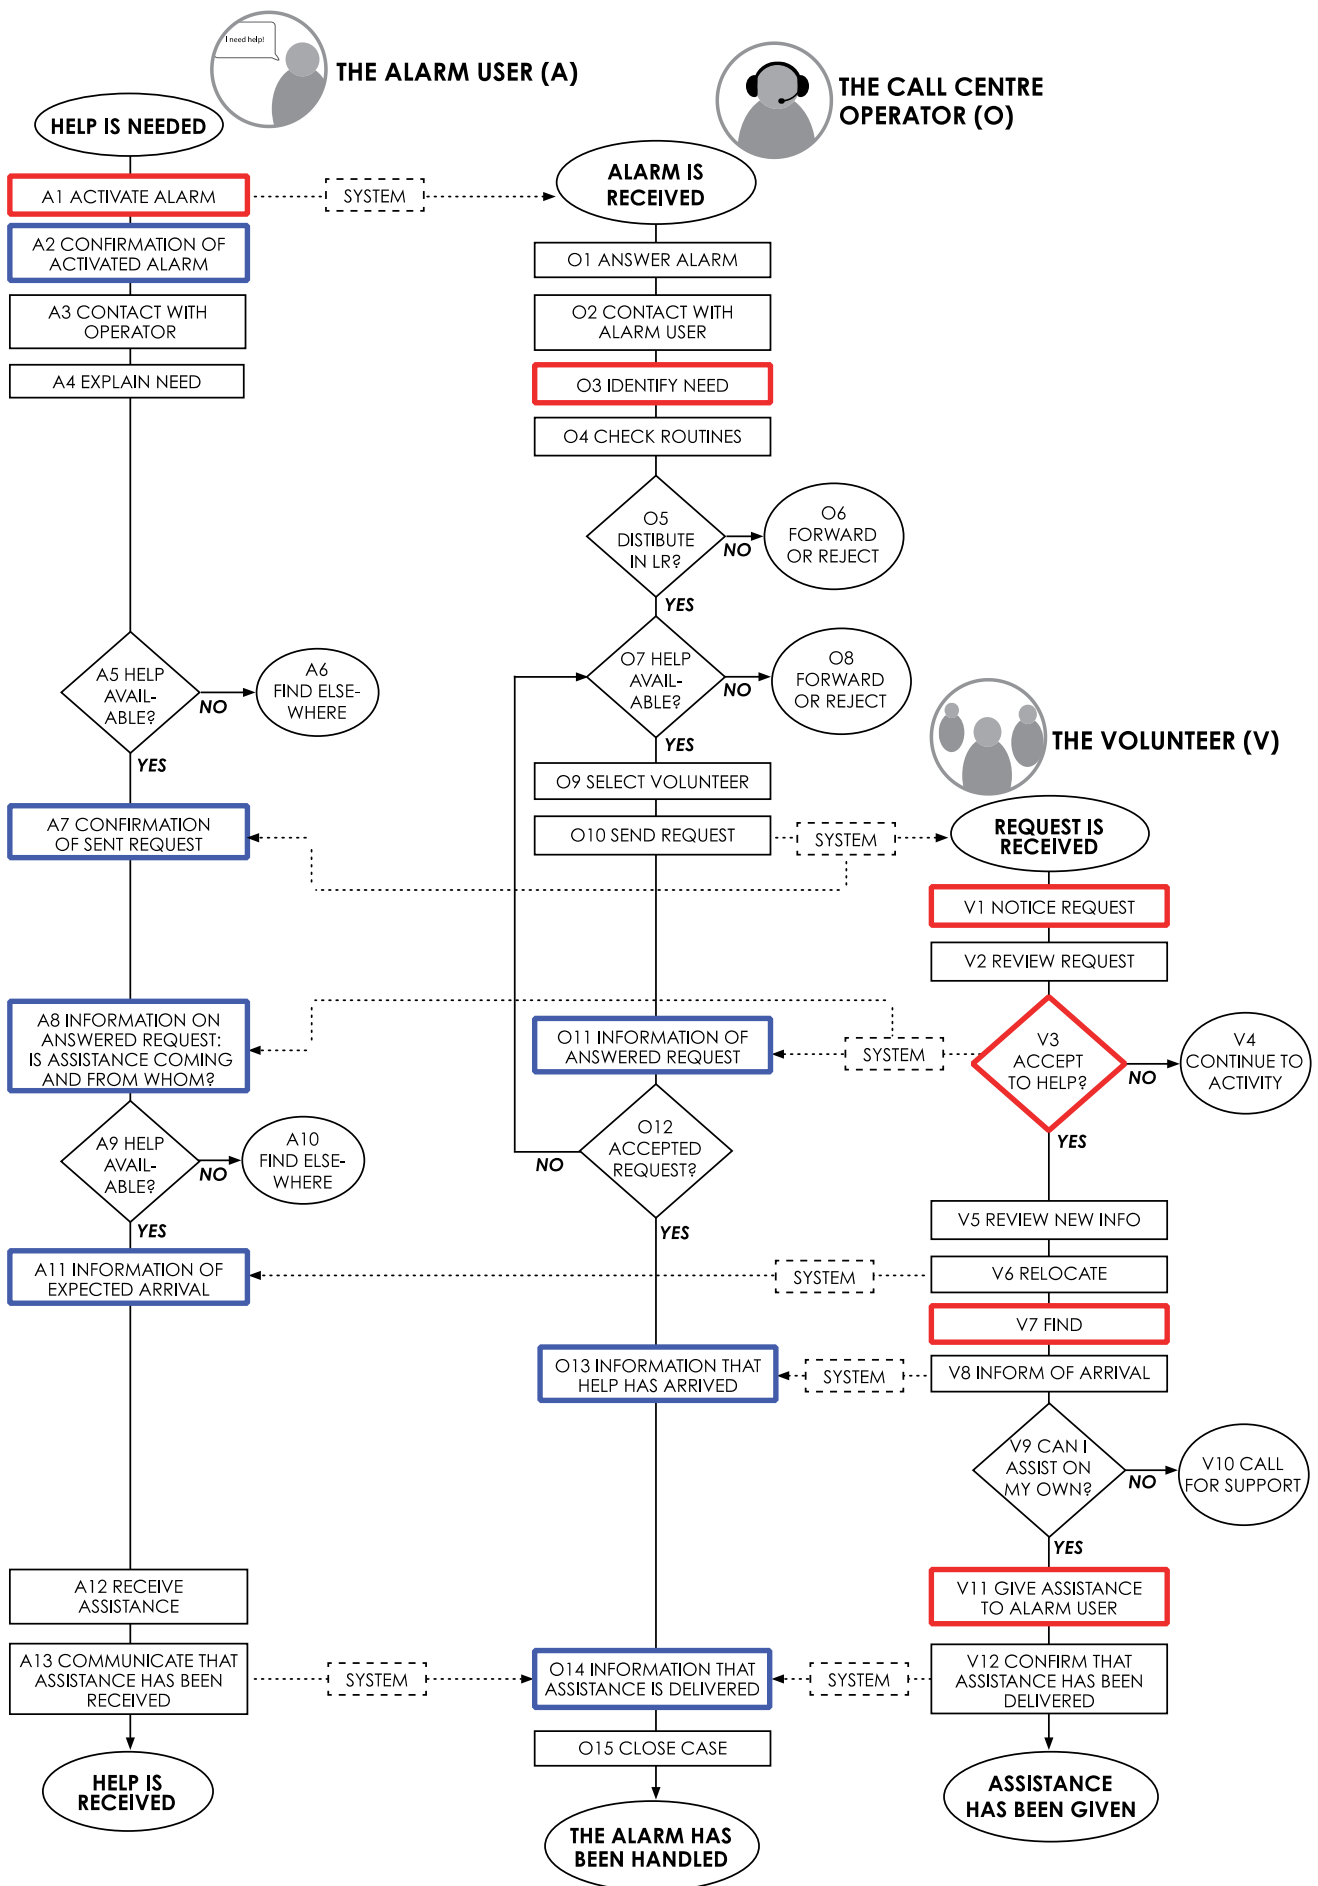 I need help!
THE ALARM USER (A)
HELP IS NEEDED
A1 ACTIVATE ALARM
SYSTEM
A2 CONFIRMATION OF
ACTIVATED ALARM
A3 CONTACT WITH
OPERATOR
A4 EXPLAIN NEED
A5 HELP
AVAIL-
ABLE?
NO
A6
FIND ELSE-
WHERE
YES
A7 CONFIRMATION
OF SENT REQUEST
A8 INFORMATION ON
ANSWERED REQUEST:
IS ASSISTANCE COMING
AND FROM WHOM?
A9 HELP
AVAIL-
ABLE?
NO
A10
FIND ELSE-
WHERE
YES
A11 INFORMATION OF
EXPECTED ARRIVAL
A12 RECEIVE
ASSISTANCE
A13 COMMUNICATE THAT
ASSISTANCE HAS BEEN
RECEIVED
SYSTEM
HELP IS
RECEIVED
THE CALL CENTRE
OPERATOR (O)
ALARM IS
RECEIVED
O1 ANSWER ALARM
O2 CONTACT WITH
ALARM USER
O3 IDENTIFY NEED
O4 CHECK ROUTINES
O5
DISTIBUTE
IN LR?
NO
O6
FORWARD
OR REJECT
YES
O7 HELP
AVAIL-
ABLE?
NO
O8
FORWARD
OR REJECT
YES
O9 SELECT VOLUNTEER
O10 SEND REQUEST
SYSTEM
O11 INFORMATION OF
ANSWERED REQUEST
SYSTEM
O12
ACCEPTED
REQUEST?
NO
YES
SYSTEM
O13 INFORMATION THAT
HELP HAS ARRIVED
SYSTEM
O14 INFORMATION THAT
ASSISTANCE IS DELIVERED
SYSTEM
O15 CLOSE CASE
THE ALARM HAS
BEEN HANDLED
THE VOLUNTEER (V)
REQUEST IS
RECEIVED
V1 NOTICE REQUEST
V2 REVIEW REQUEST
V3
ACCEPT
TO HELP?
NO
V4
CONTINUE TO
ACTIVITY
YES
V5 REVIEW NEW INFO
V6 RELOCATE
V7 FIND
V8 INFORM OF ARRIVAL
V9 CAN I
ASSIST ON
MY OWN?
NO
V10 CALL
FOR SUPPORT
YES
V11 GIVE ASSISTANCE
TO ALARM USER
V12 CONFIRM THAT
ASSISTANCE HAS BEEN
DELIVERED
ASSISTANCE
HAS BEEN GIVEN